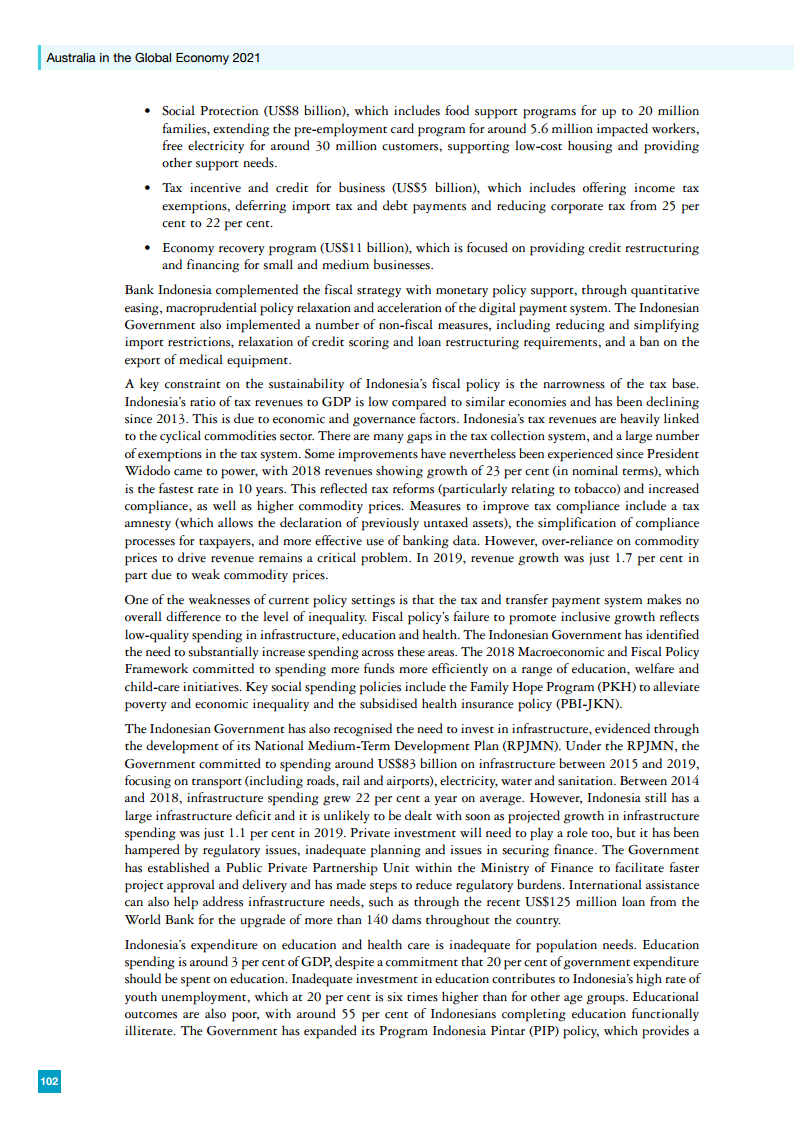 Australia in the Global Economy 2021
• Social Protection (US$8 billion), which includes food support programs for up to 20 million
families, extending the pre-employment card program for around 5.6 million impacted workers,
free electricity for around 30 million customers, supporting low-cost housing and providing
other support needs.
• Tax incentive and credit for business (US$5 billion), which includes offering income tax
exemptions, deferring import tax and debt payments and reducing corporate tax from 25 per
cent to 22 per cent.
• Economy recovery program (US$11 billion), which is focused on providing credit restructuring
and financing for small and medium businesses.
Bank Indonesia complemented the fiscal strategy with monetary policy support, through quantitative
easing, macroprudential policy relaxation and acceleration of the digital payment system. The Indonesian
Government also implemented a number of non-fiscal measures, including reducing and simplifying
import restrictions, relaxation of credit scoring and loan restructuring requirements, and a ban on the
export of medical equipment.
A key constraint on the sustainability of Indonesia's fiscal policy is the narrowness of the tax base.
Indonesia's ratio of tax revenues to GDP is low compared to similar economies and has been declining
since 2013. This is due to economic and governance factors. Indonesia's tax revenues are heavily linked
to the cyclical commodities sector. There are many gaps in the tax collection system, and a large number
of exemptions in the tax system. Some improvements have nevertheless been experienced since President
Widodo came to power, with 2018 revenues showing growth of 23 per cent (in nominal terms), which
is the fastest rate in 10 years. This reflected tax reforms (particularly relating to tobacco) and increased
compliance, as well as higher commodity prices. Measures to improve tax compliance include a tax
amnesty (which allows the declaration of previously untaxed assets), the simplification of compliance
processes for taxpayers, and more effective use of banking data. However, over-reliance on commodity
prices to drive revenue remains a critical problem. In 2019, revenue growth was just 1.7 per cent in
part due to weak commodity prices.
One of the weaknesses of current policy settings is that the tax and transfer payment system makes no
overall difference to the level of inequality. Fiscal policy's failure to promote inclusive growth reflects
low-quality spending in infrastructure, education and health. The Indonesian Government has identified
the need to substantially increase spending across these areas. The 2018 Macroeconomic and Fiscal Policy
Framework committed to spending more funds more efficiently on a range of education, welfare and
child-care initiatives. Key social spending policies include the Family Hope Program (PKH) to alleviate
poverty and economic inequality and the subsidised health insurance policy (PBI-JKN).
The Indonesian Government has also recognised the need to invest in infrastructure, evidenced through
the development of its National Medium-Term Development Plan (RPJMN). Under the RPJMN, the
Government committed to spending around US$83 billion on infrastructure between 2015 and 2019,
focusing on transport (including roads, rail and airports), electricity, water and sanitation. Between 2014
and 2018, infrastructure spending grew 22 per cent a year on average. However, Indonesia still has a
large infrastructure deficit and it is unlikely to be dealt with soon as projected growth in infrastructure
spending was just 1.1 per cent in 2019. Private investment will need to play a role too, but it has been
hampered by regulatory issues, inadequate planning and issues in securing finance. The Government
has established a Public Private Partnership Unit within the Ministry of Finance to facilitate faster
project approval and delivery and has made steps to reduce regulatory burdens. International assistance
can also help address infrastructure needs, such as through the recent US$125 million loan from the
World Bank for the upgrade of more than 140 dams throughout the country.
Indonesia's expenditure on education and health care is inadequate for population needs. Education
spending is around 3 per cent of GDP, despite a commitment that 20 per cent of government expenditure
should be spent on education. Inadequate investment in education contributes to Indonesia's high rate of
youth unemployment, which at 20 per cent is six times higher than for other age groups. Educational
outcomes are also poor, with around 55 per cent of Indonesians completing education functionally
illiterate. The Government has expanded its Program Indonesia Pintar (PIP) policy, which provides a
102